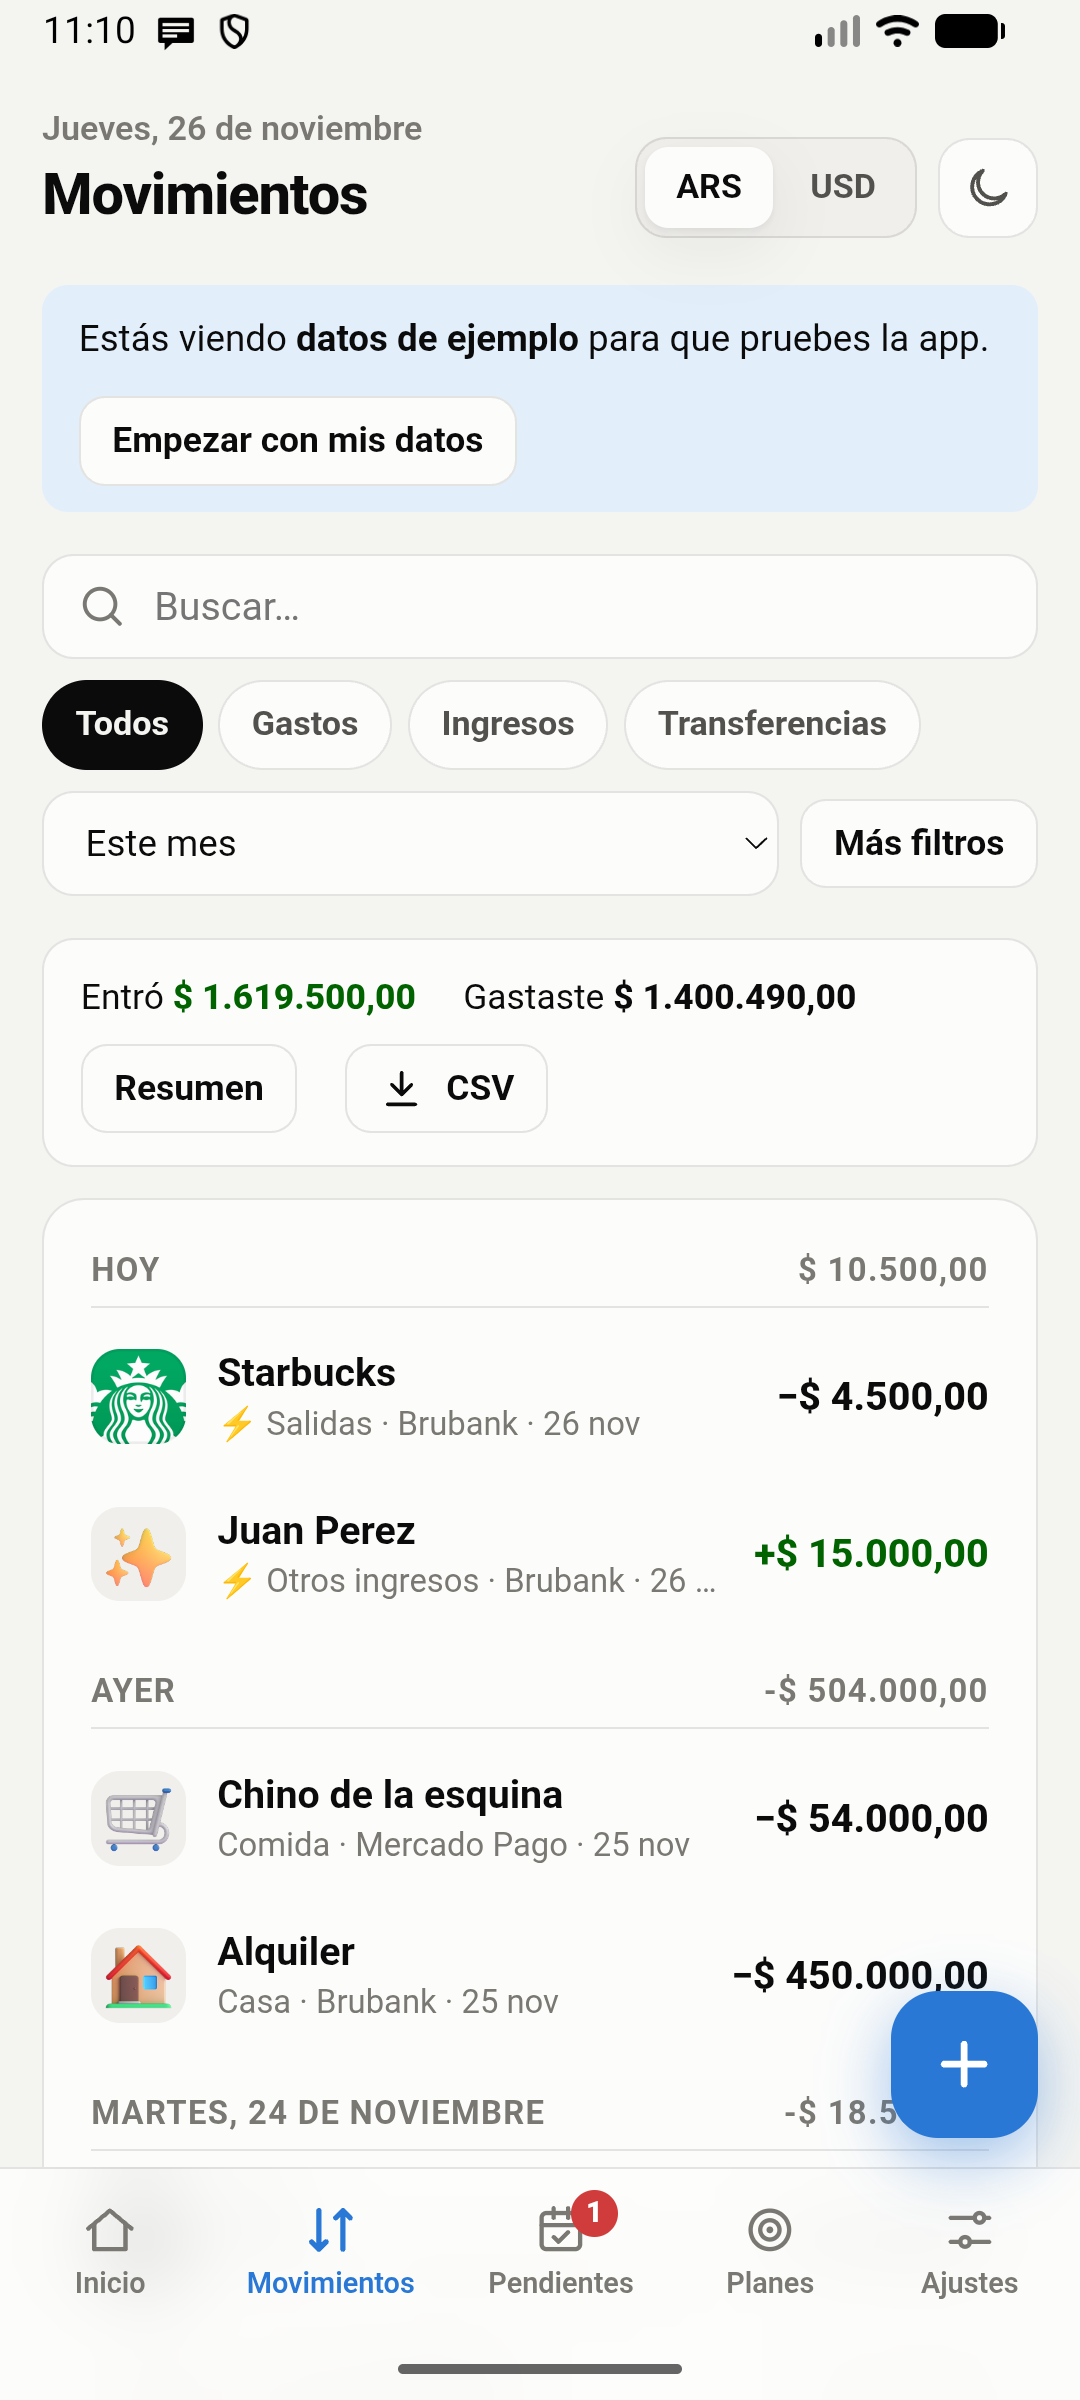 11:10
Jueves, 26 de noviembre
Movimientos
ARS USD
Estás viendo datos de ejemplo para que pruebes la app.
Empezar con mis datos
Buscar...
Todos Gastos Ingresos Transferencias
Este mes Más filtros
Entró $ 1.619.500,00 Gastaste $ 1.400.490,00
Resumen CSV
HOY $ 10.500,00
Starbucks
−$ 4.500,00
⚡ Salidas · Brubank · 26 nov
Juan Perez
+$ 15.000,00
⚡ Otros ingresos · Brubank · 26 ...
AYER -$ 504.000,00
Chino de la esquina
−$ 54.000,00
Comida · Mercado Pago · 25 nov
Alquiler
−$ 450.000,00
Casa · Brubank · 25 nov
MARTES, 24 DE NOVIEMBRE -$ 18.5
1
Inicio Movimientos Pendientes Planes Ajustes